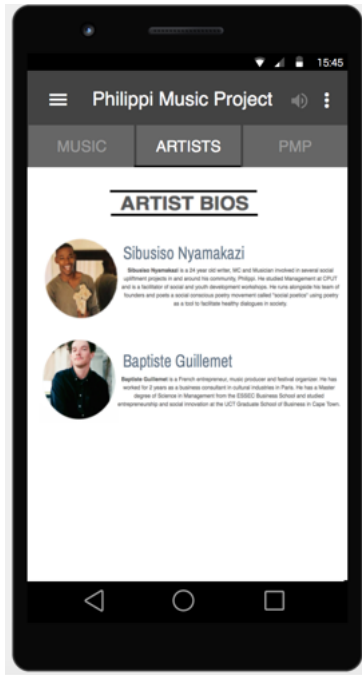 15:45
Philippi Music Project
MUSIC ARTISTS PMP
ARTIST BIOS
Sibusiso Nyamakazi
Sibusiso Nyamakazi is a 24 year old writer, MC and Musician involved in several social
upliftment projects in and around his community, Philippi. He studied Management at CPUT
and is a facilitator of social and youth development workshops. He runs alongside his team of
founders and poets a social conscious poetry movement called "social poetics" using poetry
as a tool to facilitate healthy dialogues in society.
Baptiste Guillemet
Baptiste Guillemet is a French entrepreneur, music producer and festival organizer. He has
worked for 2 years as a business consultant in cultural industries in Paris. He has a Master
degree of Science in Management from the ESSEC Business School and studied
entrepreneurship and social innovation at the UCT Graduate School of Business in Cape Town.